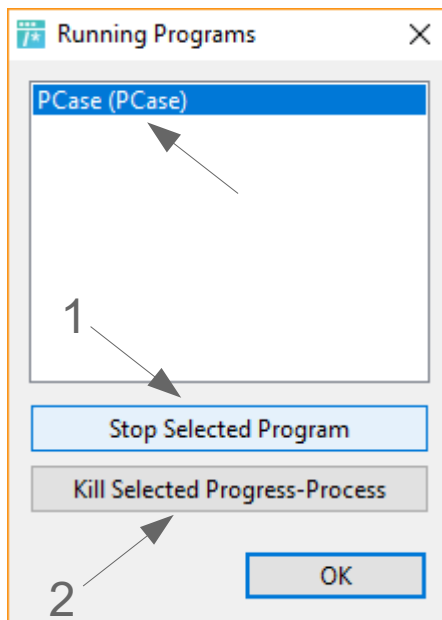 Running Programs
PCase (PCase)
1
Stop Selected Program
Kill Selected Progress-Process
2
OK